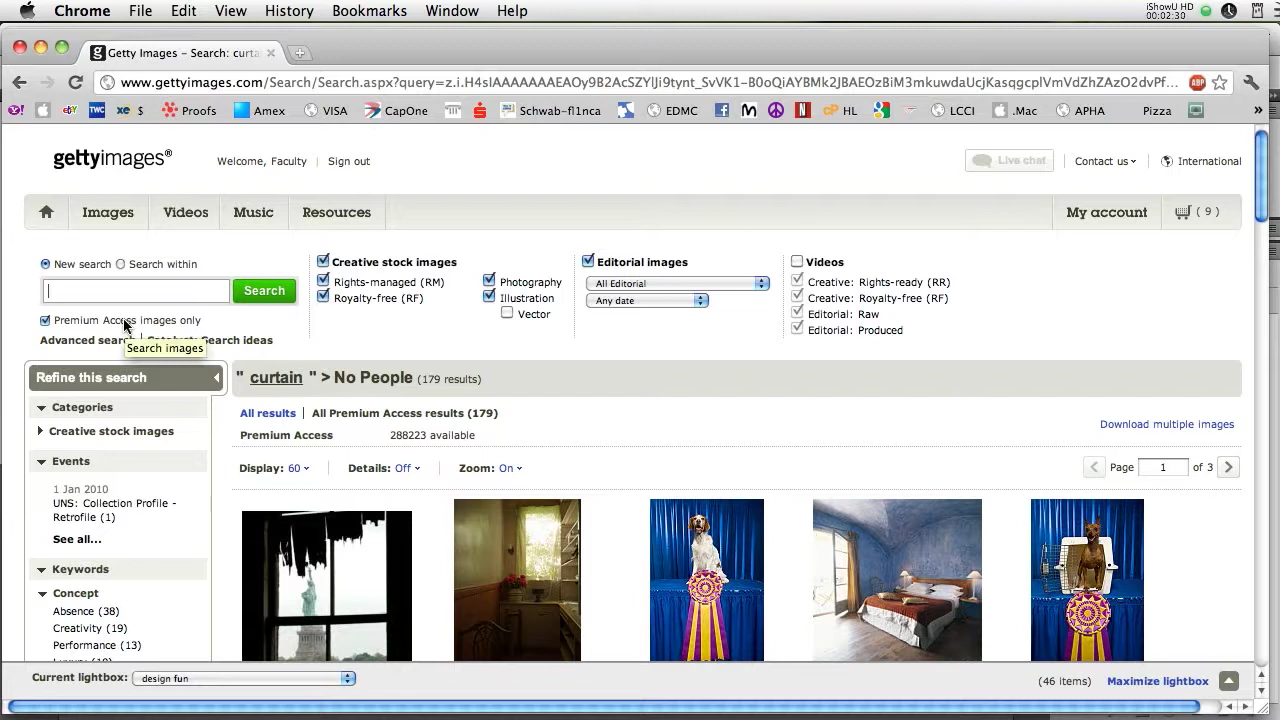 Chrome File Edit View History Bookmarks Window Help iShowU HD 00:02:30
Getty Images – Search: curta
www.gettyimages.com/Search/Search.aspx?query=
Proofs Amex VISA CapOne Schwab-fl1nca EDMC HL LCCI .Mac APHA Pizza »
gettyimages® Welcome, Faculty | Sign out Live chat Contact us International
Images Videos Music Resources My account ( 9 )
New search Search within
Search
Premium Access images only
Advanced search
Search ideas
Search images
Creative stock images
Rights-managed (RM)
Royalty-free (RF)
Photography
Illustration
Vector
Editorial images
All Editorial
Any date
Videos
Creative: Rights-ready (RR)
Creative: Royalty-free (RF)
Editorial: Raw
Editorial: Produced
Refine this search
Categories
Creative stock images
Events
1 Jan 2010
UNS: Collection Profile -
Retrofile (1)
See all...
Keywords
Concept
Absence (38)
Creativity (19)
Performance (13)
" curtain " > No People (179 results)
All results | All Premium Access results (179)
Premium Access 288223 available
Download multiple images
Display: 60 Details: Off Zoom: On Page 1 of 3
Current lightbox: design fun (46 items) Maximize lightbox